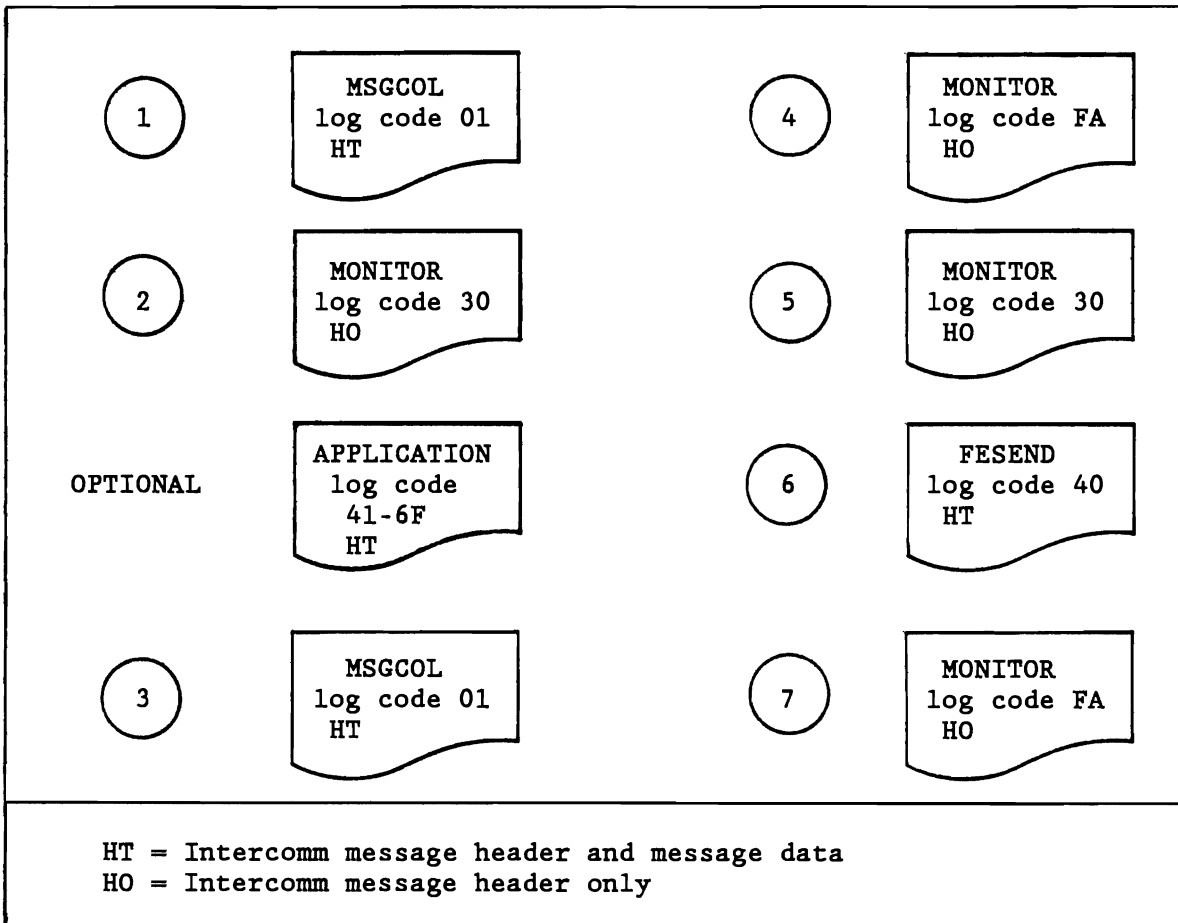 1
MSGCOL
log code 01
HT
2
MONITOR
log code 30
HO
OPTIONAL
APPLICATION
log code
41-6F
HT
3
MSGCOL
log code 01
HT
4
MONITOR
log code FA
HO
5
MONITOR
log code 30
HO
6
FESEND
log code 40
HT
7
MONITOR
log code FA
HO
HT = Intercomm message header and message data
HO = Intercomm message header only